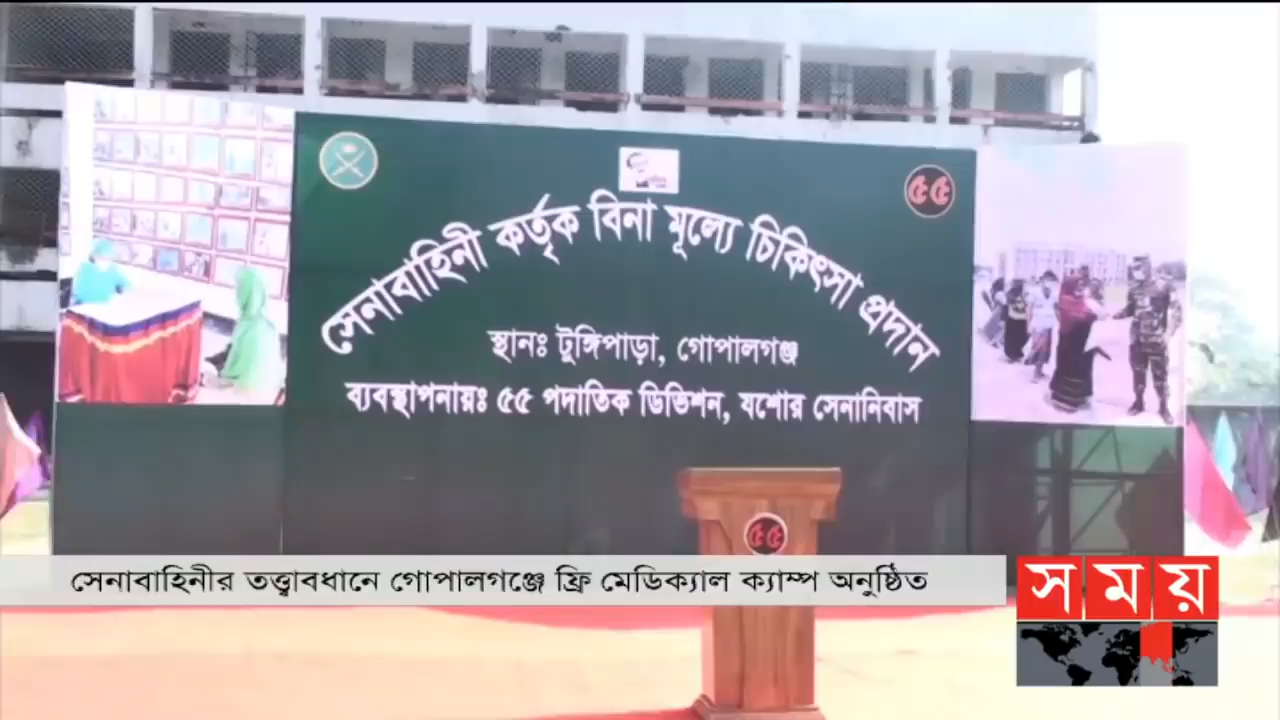 ৫৫
সেনাবাহিনী কর্তৃক বিনা মূল্যে চিকিৎসা প্রদান
স্থানঃ টুঙ্গিপাড়া, গোপালগঞ্জ
ব্যবস্থাপনায়ঃ ৫৫ পদাতিক ডিভিশন, যশোর সেনানিবাস
৫৫
সেনাবাহিনীর তত্ত্বাবধানে গোপালগঞ্জে ফ্রি মেডিক্যাল ক্যাম্প অনুষ্ঠিত
সময়